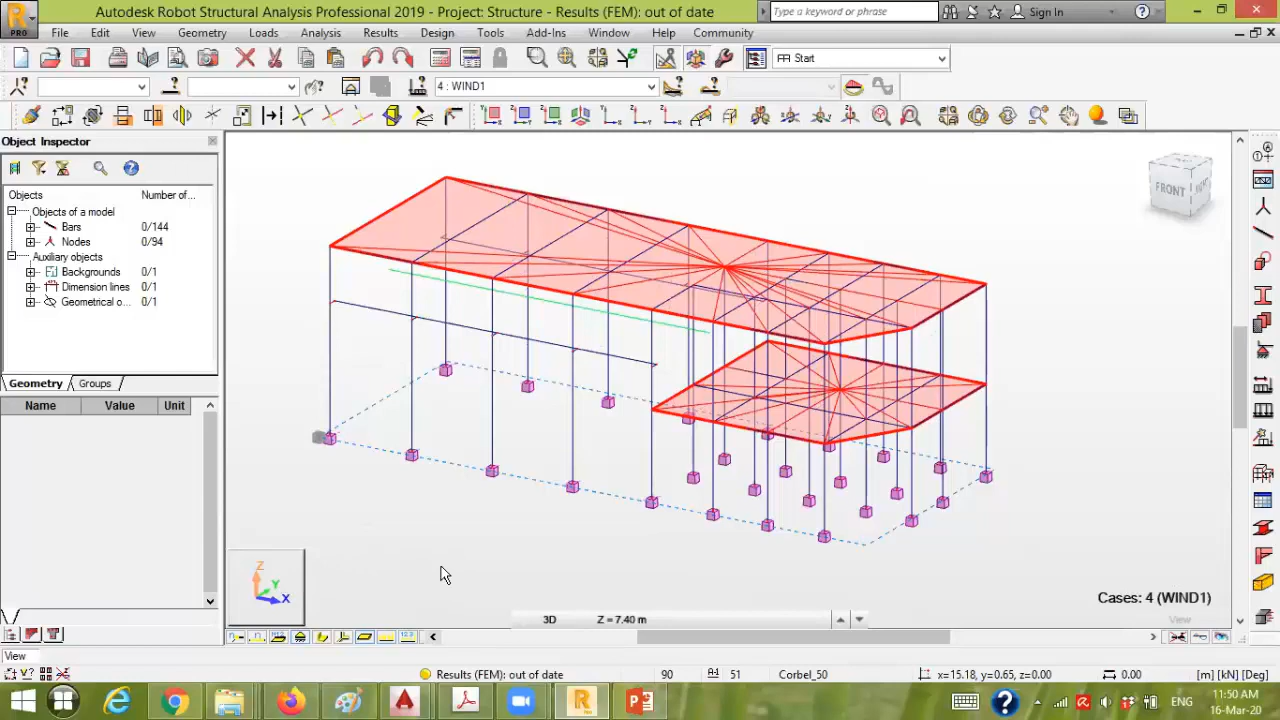 PRO
Autodesk Robot Structural Analysis Professional 2019 - Project: Structure - Results (FEM): out of date
Type a keyword or phrase
Sign In
File Edit View Geometry Loads Analysis Results Design Tools Add-Ins Window Help Community
Start
4 : WIND1
Object Inspector
Objects Number of...
Objects of a model
Bars 0/144
Nodes 0/94
Auxiliary objects
Backgrounds 0/1
Dimension lines 0/1
Geometrical o... 0/1
Geometry Groups
Name Value Unit
FRONT
Z
Y
X
Cases: 4 (WIND1)
3D Z = 7.40 m
View
View
Results (FEM): out of date 90 51 Corbel_50 x=15.18, y=0.65, z=0.00 0.00 [m] [kN] [Deg]
ENG
11:50 AM
16-Mar-20